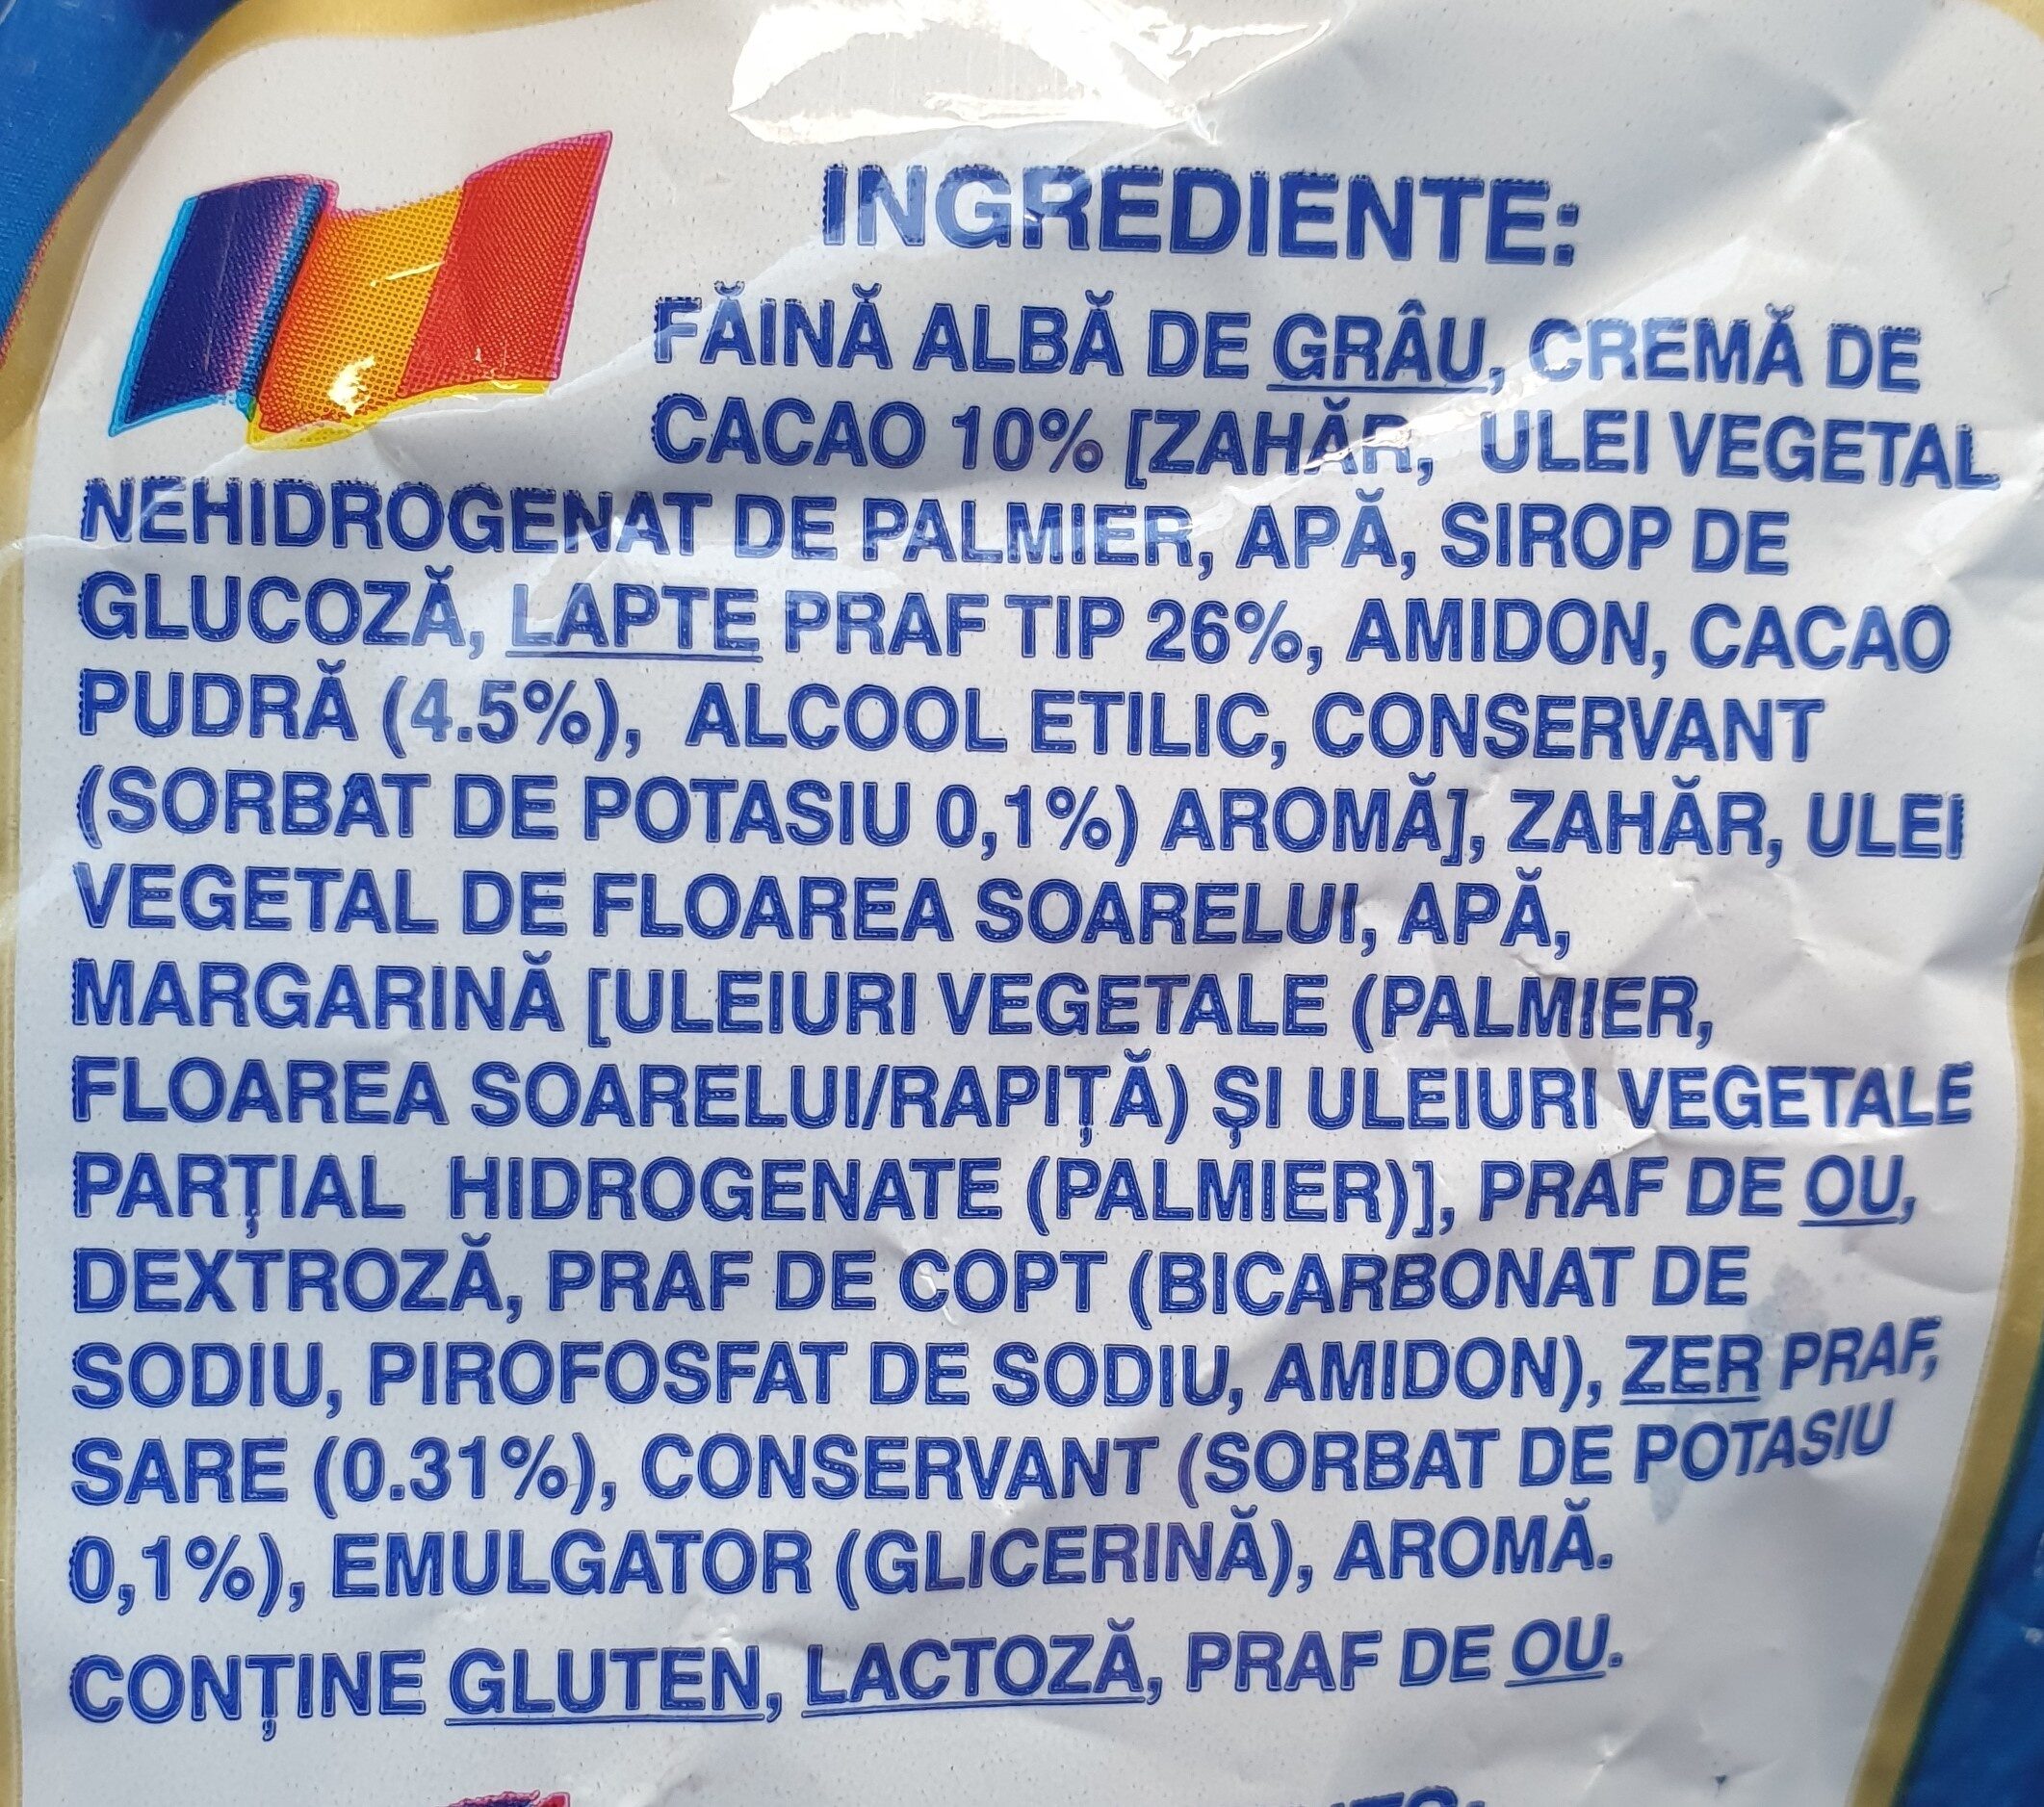 INGREDIENTE:
FĂINĂ ALBĂ DE GRÂU, CREMĂ DE
CACAO 10% [ZAHĂR, ULEI VEGETAL
NEHIDROGENAT DE PALMIER, APĂ, SIROP DE
GLUCOZĂ, LAPTE PRAF TIP 26%, AMIDON, CACAO
PUDRĂ (4.5%), ALCOOL ETILIC, CONSERVANT
(SORBAT DE POTASIU 0,1%) AROMĂ], ZAHĂR, ULEI
VEGETAL DE FLOAREA SOARELUI, APĂ,
MARGARINĂ [ULEIURI VEGETALE (PALMIER,
FLOAREA SOARELUI/RAPIȚĂ) ȘI ULEIURI VEGETALE
PARȚIAL HIDROGENATE (PALMIER)], PRAF DE OU,
DEXTROZĂ, PRAF DE COPT (BICARBONAT DE
SODIU, PIROFOSFAT DE SODIU, AMIDON), ZER PRAF,
SARE (0.31%), CONSERVANT (SORBAT DE POTASIU
0,1%), EMULGATOR (GLICERINĂ), AROMĂ.
CONȚINE GLUTEN, LACTOZĂ, PRAF DE OU.